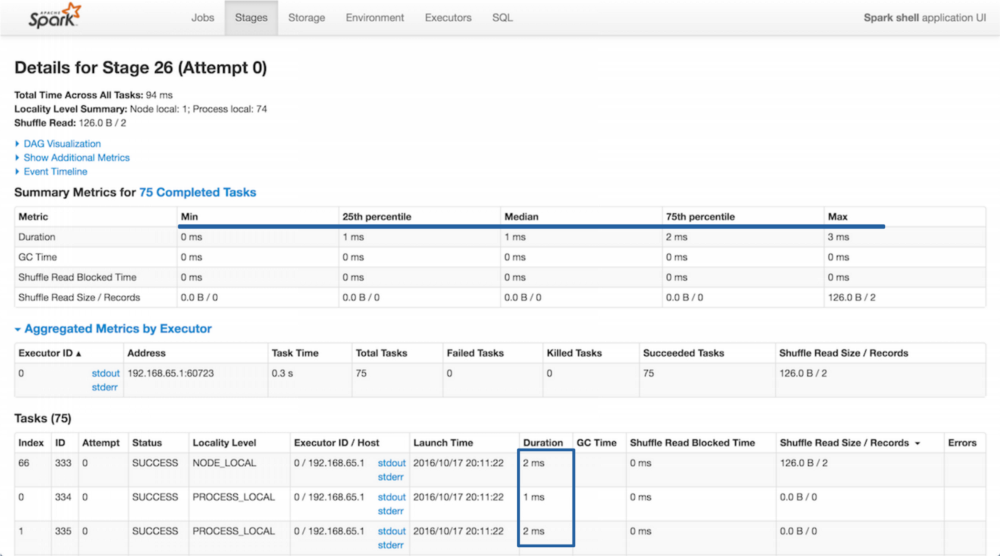 APACHE Spark Jobs Stages Storage Environment Executors SQL Spark shell application UI
Details for Stage 26 (Attempt 0)
Total Time Across All Tasks: 94 ms
Locality Level Summary: Node local: 1; Process local: 74
Shuffle Read: 126.0 B / 2
DAG Visualization
Show Additional Metrics
Event Timeline
Summary Metrics for 75 Completed Tasks
Metric Min 25th percentile Median 75th percentile Max
Duration 0 ms 1 ms 1 ms 2 ms 3 ms
GC Time 0 ms 0 ms 0 ms 0 ms 0 ms
Shuffle Read Blocked Time 0 ms 0 ms 0 ms 0 ms 0 ms
Shuffle Read Size / Records 0.0 B / 0 0.0 B / 0 0.0 B / 0 0.0 B / 0 126.0 B / 2
Aggregated Metrics by Executor
Executor ID ▴ Address Task Time Total Tasks Failed Tasks Killed Tasks Succeeded Tasks Shuffle Read Size / Records
0 stdout 192.168.65.1:60723 0.3 s 75 0 0 75 126.0 B / 2
stderr
Tasks (75)
Index ID Attempt Status Locality Level Executor ID / Host Launch Time Duration GC Time Shuffle Read Blocked Time Shuffle Read Size / Records ▾ Errors
66 333 0 SUCCESS NODE_LOCAL 0 / 192.168.65.1 stdout 2016/10/17 20:11:22 2 ms 0 ms 126.0 B / 2
stderr
0 334 0 SUCCESS PROCESS_LOCAL 0 / 192.168.65.1 stdout 2016/10/17 20:11:22 1 ms 0 ms 0.0 B / 0
stderr
1 335 0 SUCCESS PROCESS_LOCAL 0 / 192.168.65.1 stdout 2016/10/17 20:11:22 2 ms 0 ms 0.0 B / 0
stderr